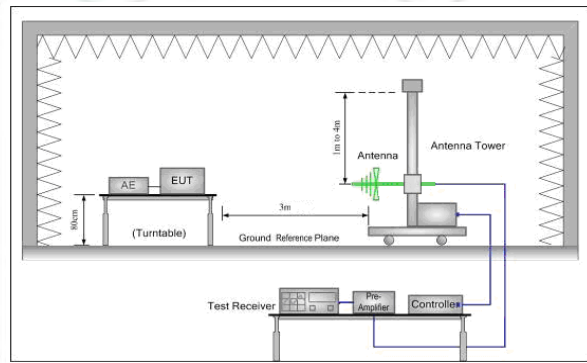 1m to 4m
Antenna
Antenna Tower
AE
EUT
80cm
(Turntable)
3m
Ground Reference Plane
Test Receiver
Pre-
Amplifier
Controller